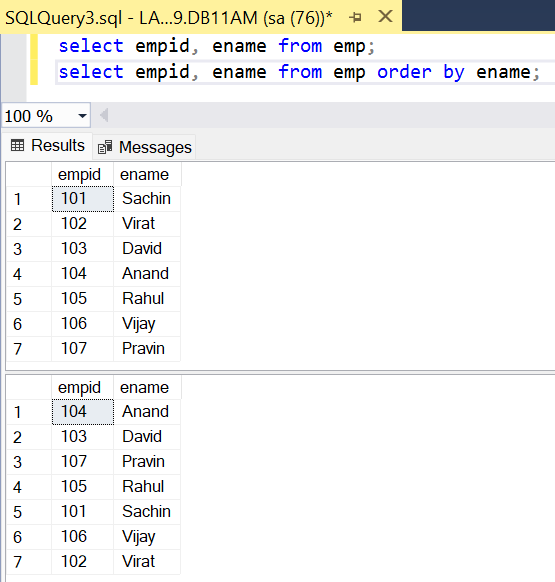 SQLQuery3.sql - LA...9.DB11AM (sa (76))*
select empid, ename from emp;
select empid, ename from emp order by ename;
100 %
Results Messages
empid ename
1 101 Sachin
2 102 Virat
3 103 David
4 104 Anand
5 105 Rahul
6 106 Vijay
7 107 Pravin
empid ename
1 104 Anand
2 103 David
3 107 Pravin
4 105 Rahul
5 101 Sachin
6 106 Vijay
7 102 Virat